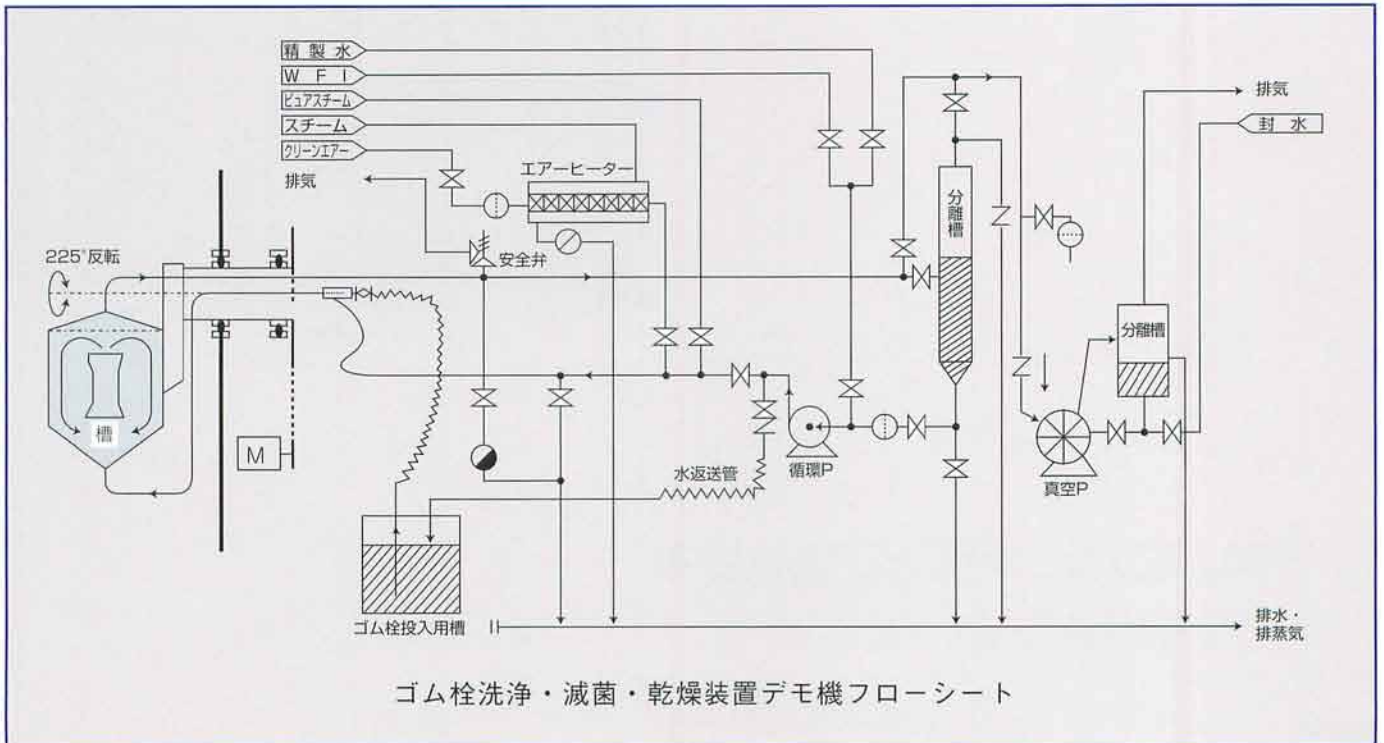 精製水
WFI
ピュアスチーム
スチーム
クリーンエアー
排気
エアーヒーター
安全弁
225°反転
槽
M
ゴム栓投入用槽
水返送管
循環P
分離槽
真空P
分離槽
排気
封水
排水・
排蒸気
ゴム栓洗浄・滅菌・乾燥装置デモ機フローシート